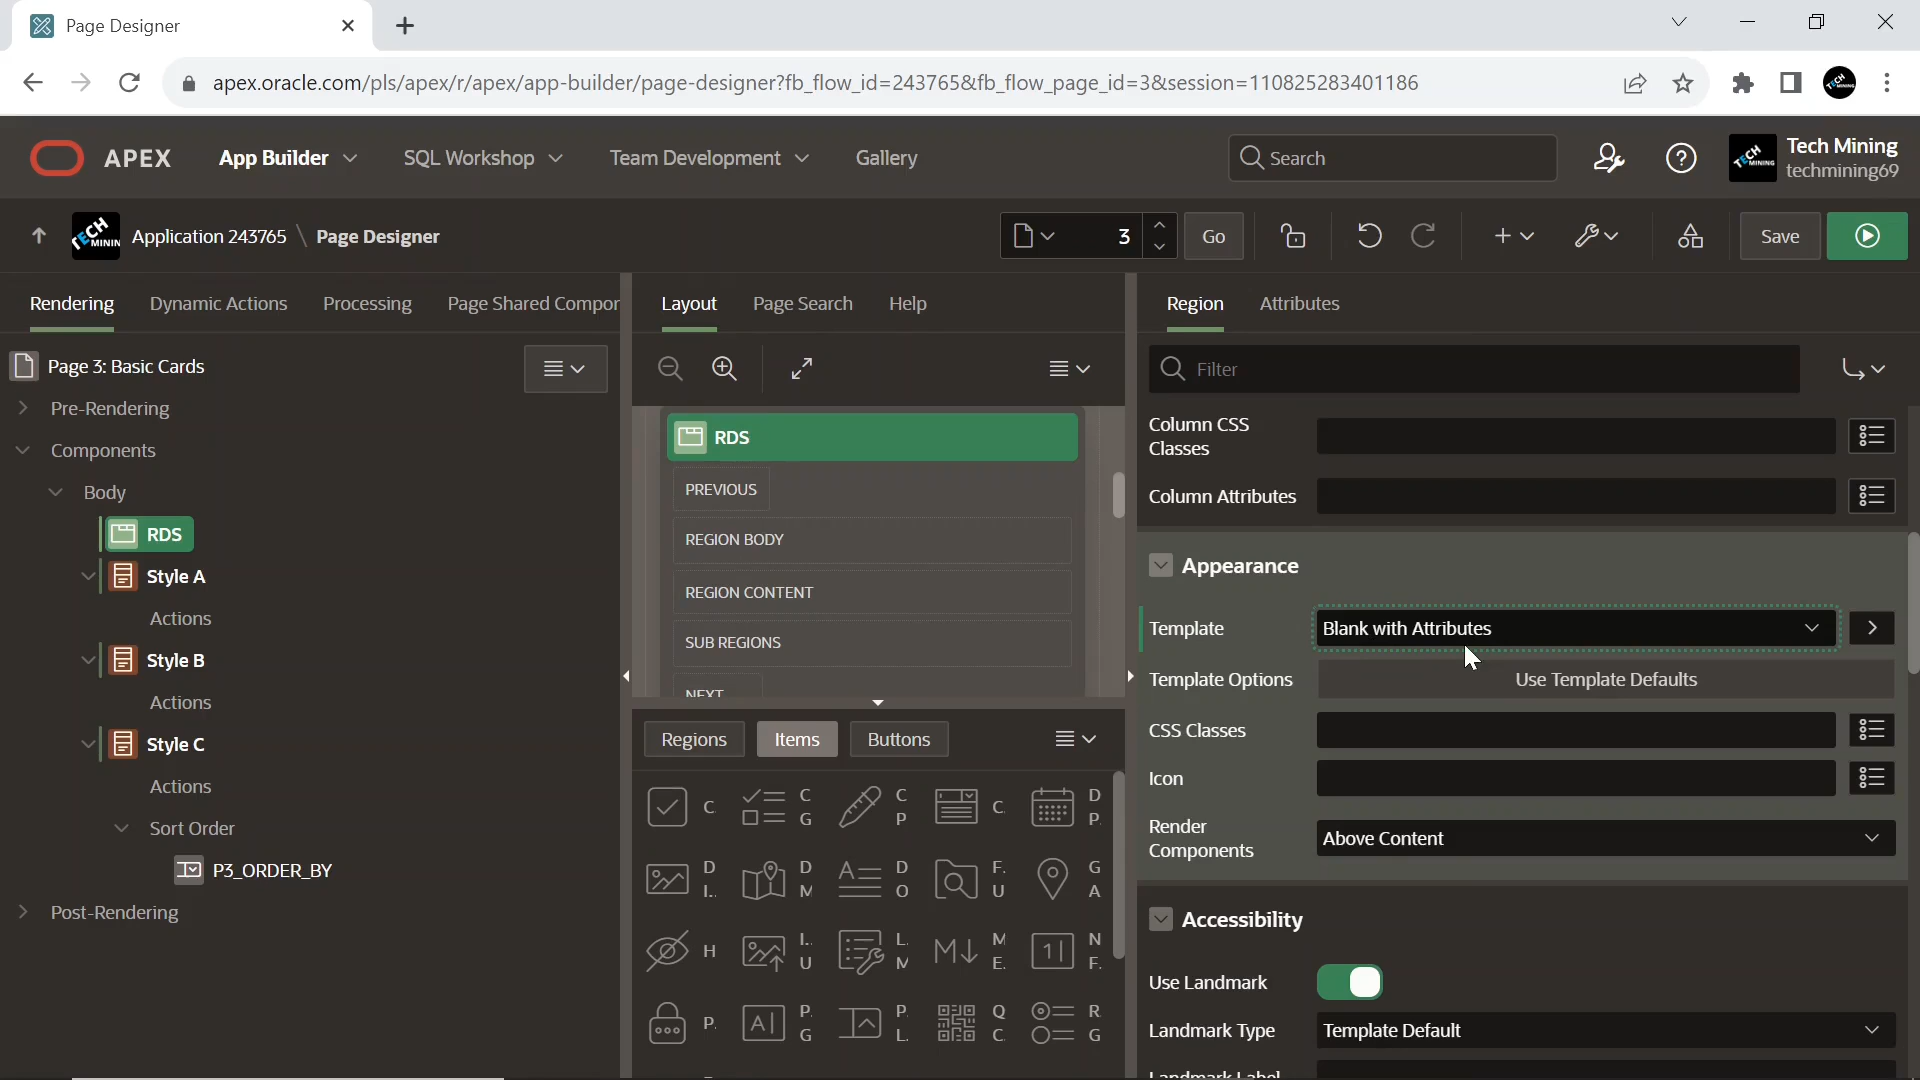 Page Designer
apex.oracle.com/pls/apex/r/apex/app-builder/page-designer?fb_flow_id=243765&fb_flow_page_id=3&session=110825283401186
APEX App Builder SQL Workshop Team Development Gallery Search Tech Mining
techmining69
Application 243765 \ Page Designer 3 Go Save
Rendering Dynamic Actions Processing Page Shared Compor
Layout Page Search Help
Region Attributes
Page 3: Basic Cards
Pre-Rendering
Components
Body
RDS
Style A
Actions
Style B
Actions
Style C
Actions
Sort Order
P3_ORDER_BY
Post-Rendering
RDS
PREVIOUS
REGION BODY
REGION CONTENT
SUB REGIONS
NEXT
Regions Items Buttons
C. C G C P C. D P.
D I.. D M A D O F. U G A
H I.. U L. M M E. N F.
P. P. G P. L. Q C. R G
Filter
Column CSS
Classes
Column Attributes
Appearance
Template Blank with Attributes
Template Options Use Template Defaults
CSS Classes
Icon
Render
Components Above Content
Accessibility
Use Landmark
Landmark Type Template Default
Landmark Label